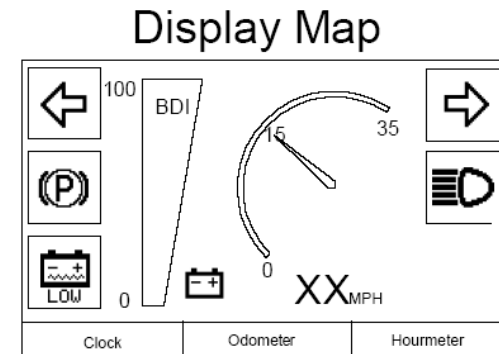 Display Map
100
BDI
15
35
(P)
- +
LOW
0
- +
0
XX MPH
Clock
Odometer
Hourmeter